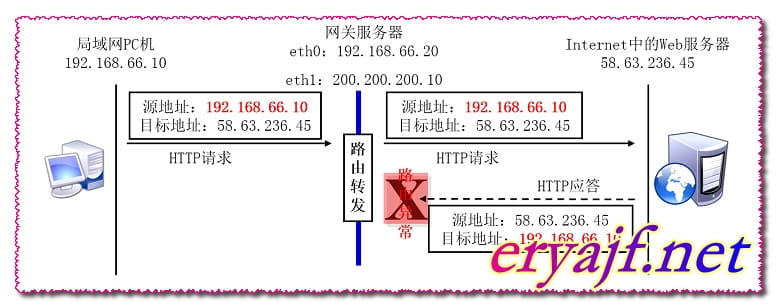 网关服务器
局域网PC机
eth0：192.168.66.20
Internet中的Web服务器
192.168.66.10
58.63.236.45
eth1：200.200.200.10
源地址：192.168.66.10
目标地址：58.63.236.45
源地址：192.168.66.10
目标地址：58.63.236.45
HTTP请求
路由转发
HTTP请求
路由异常
X
HTTP应答
源地址：58.63.236.45
目标地址：192.168.66.10
eryajf.net